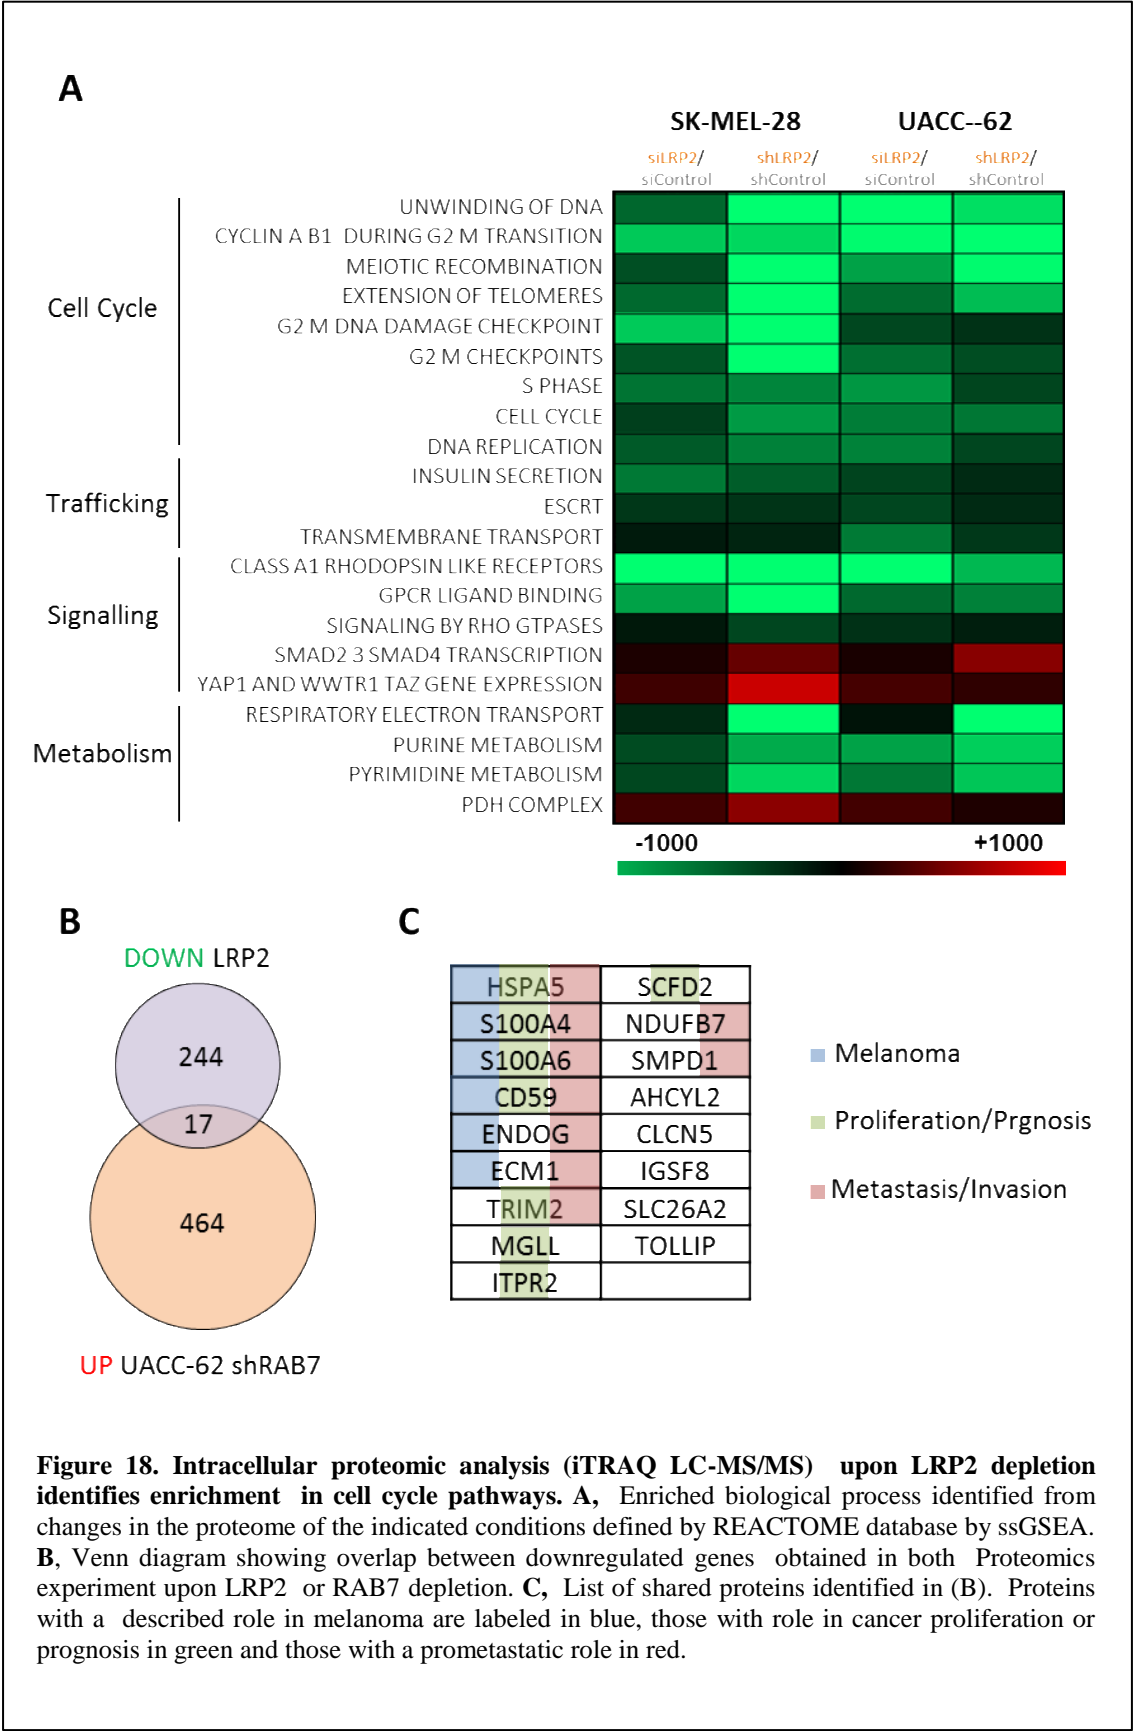 A
SK-MEL-28 UACC--62
siLRP2/ shLRP2/ siLRP2/ shLRP2/
siControl shControl siControl shControl
Cell Cycle
UNWINDING OF DNA
CYCLIN A B1 DURING G2 M TRANSITION
MEIOTIC RECOMBINATION
EXTENSION OF TELOMERES
G2 M DNA DAMAGE CHECKPOINT
G2 M CHECKPOINTS
S PHASE
CELL CYCLE
DNA REPLICATION
Trafficking
INSULIN SECRETION
ESCRT
TRANSMEMBRANE TRANSPORT
Signalling
CLASS A1 RHODOPSIN LIKE RECEPTORS
GPCR LIGAND BINDING
SIGNALING BY RHO GTPASES
SMAD2 3 SMAD4 TRANSCRIPTION
YAP1 AND WWTR1 TAZ GENE EXPRESSION
Metabolism
RESPIRATORY ELECTRON TRANSPORT
PURINE METABOLISM
PYRIMIDINE METABOLISM
PDH COMPLEX
-1000 +1000
B
DOWN LRP2
244
17
464
UP UACC-62 shRAB7
C
HSPA5 SCFD2
S100A4 NDUFB7
S100A6 SMPD1
CD59 AHCYL2
ENDOG CLCN5
ECM1 IGSF8
TRIM2 SLC26A2
MGLL TOLLIP
ITPR2
Melanoma
Proliferation/Prgnosis
Metastasis/Invasion
Figure 18. Intracellular proteomic analysis (iTRAQ LC-MS/MS) upon LRP2 depletion
identifies enrichment in cell cycle pathways. A, Enriched biological process identified from
changes in the proteome of the indicated conditions defined by REACTOME database by ssGSEA.
B, Venn diagram showing overlap between downregulated genes obtained in both Proteomics
experiment upon LRP2 or RAB7 depletion. C, List of shared proteins identified in (B). Proteins
with a described role in melanoma are labeled in blue, those with role in cancer proliferation or
prognosis in green and those with a prometastatic role in red.